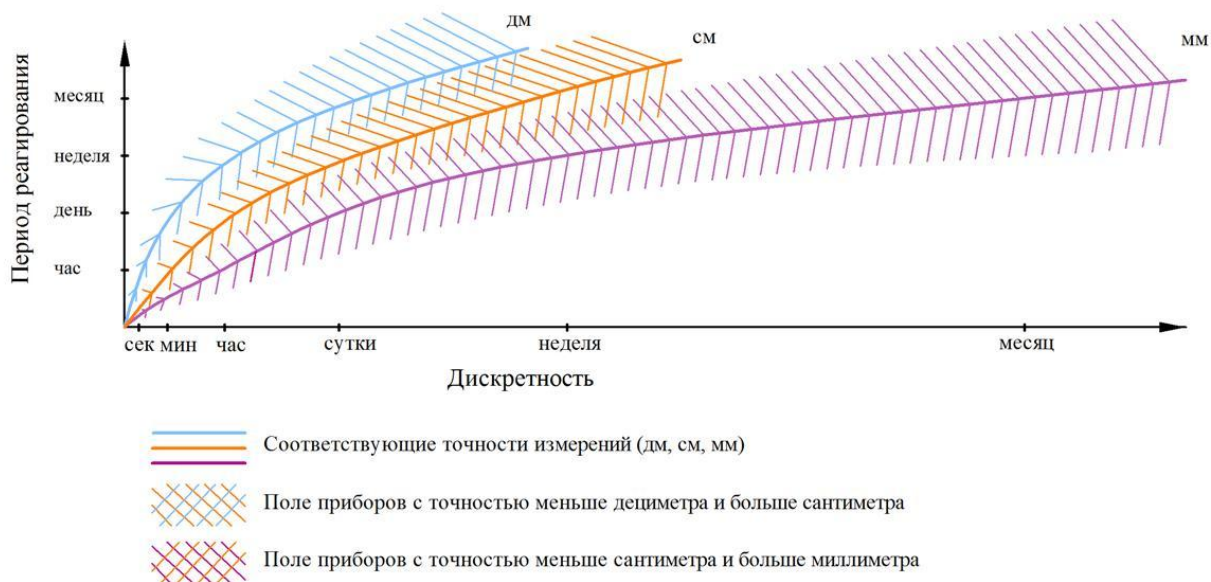 дм
см
мм
Период реагирования
месяц
неделя
день
час
сек мин час сутки неделя месяц
Дискретность
Соответствующие точности измерений (дм, см, мм)
Поле приборов с точностью меньше дециметра и больше сантиметра
Поле приборов с точностью меньше сантиметра и больше миллиметра